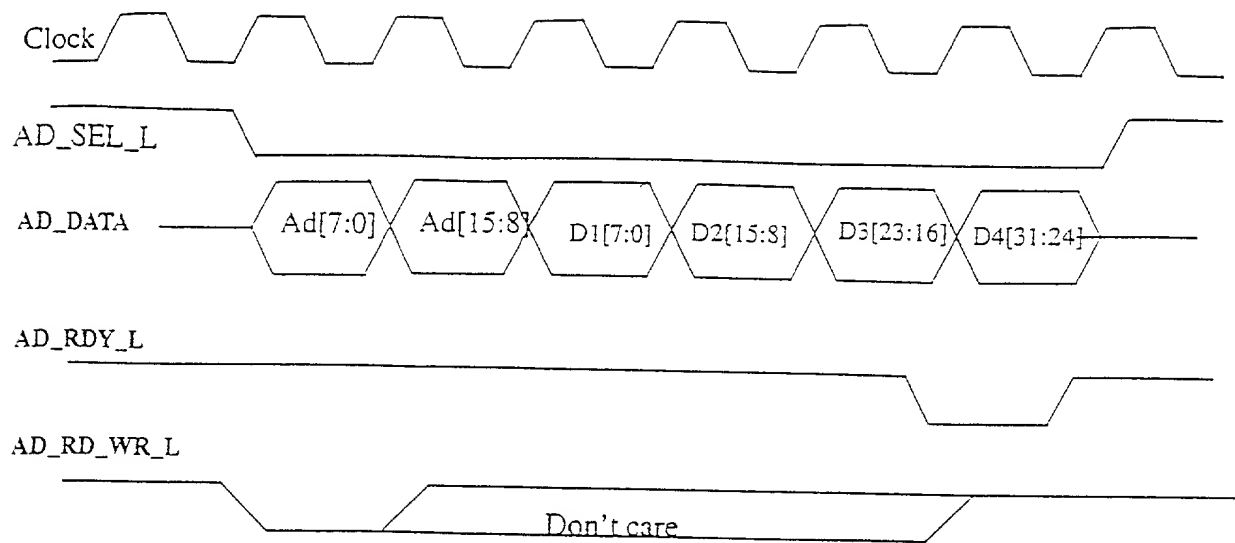 Clock
AD_SEL_L
AD_DATA
Ad[7:0]
Ad[15:8]
D1[7:0]
D2[15:8]
D3[23:16]
D4[31:24]
AD_RDY_L
AD_RD_WR_L
Don't care